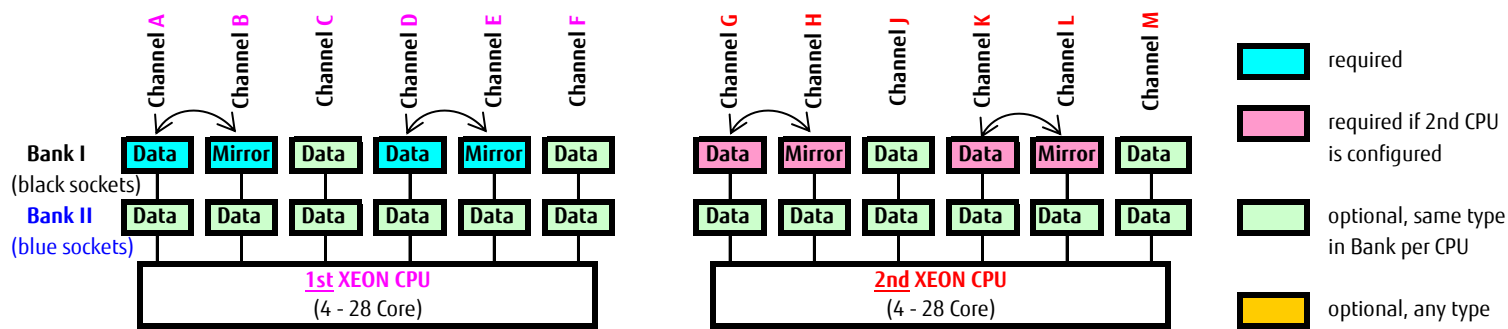 Channel A
Channel B
Channel C
Channel D
Channel E
Channel F
Channel G
Channel H
Channel J
Channel K
Channel L
Channel M
Bank I
(black sockets)
Data Mirror Data Data Mirror Data
Data Mirror Data Data Mirror Data
Bank II
(blue sockets)
Data Data Data Data Data Data
Data Data Data Data Data Data
1st XEON CPU
(4 - 28 Core)
2nd XEON CPU
(4 - 28 Core)
required
required if 2nd CPU
is configured
optional, same type
in Bank per CPU
optional, any type